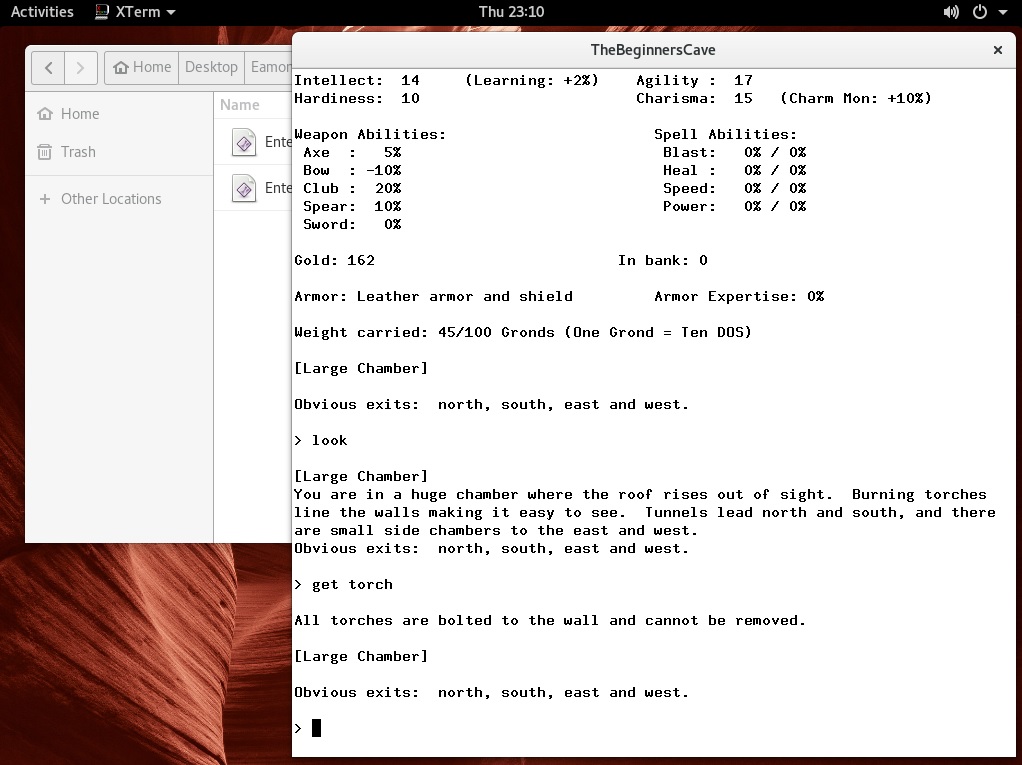 Activities XTerm Thu 23:10
TheBeginnersCave
Home Desktop Eamon
Home
Trash
+ Other Locations
Name
Ente
Ente
Intellect: 14 (Learning: +2%) Agility : 17
Hardiness: 10 Charisma: 15 (Charm Mon: +10%)
Weapon Abilities: Spell Abilities:
Axe : 5% Blast: 0% / 0%
Bow : -10% Heal : 0% / 0%
Club : 20% Speed: 0% / 0%
Spear: 10% Power: 0% / 0%
Sword: 0%
Gold: 162 In bank: 0
Armor: Leather armor and shield Armor Expertise: 0%
Weight carried: 45/100 Gronds (One Grond = Ten DOS)
[Large Chamber]
Obvious exits: north, south, east and west.
> look
[Large Chamber]
You are in a huge chamber where the roof rises out of sight. Burning torches
line the walls making it easy to see. Tunnels lead north and south, and there
are small side chambers to the east and west.
Obvious exits: north, south, east and west.
> get torch
All torches are bolted to the wall and cannot be removed.
[Large Chamber]
Obvious exits: north, south, east and west.
>